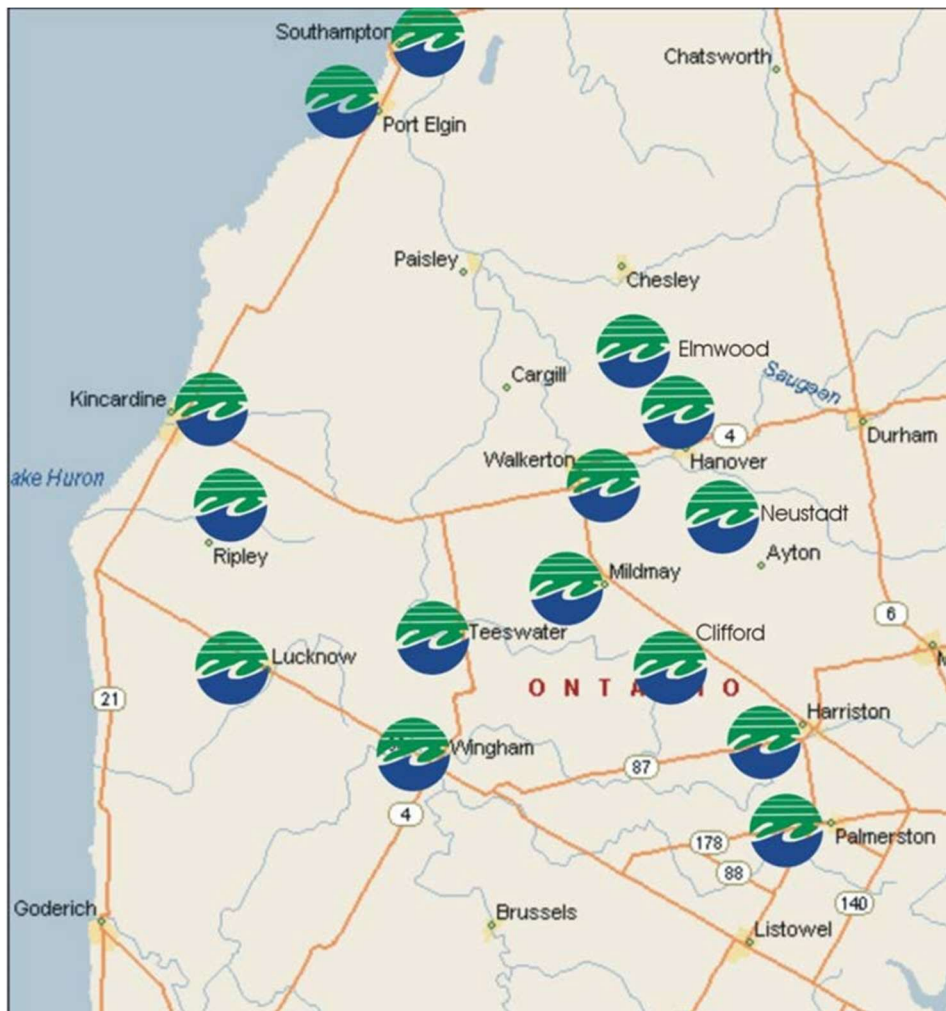 Southampton
Chatsworth
Port Elgin
Paisley
Chesley
Elmwood
Cargill
Saugeen
Kincardine
4
Durham
Walkerton
Hanover
ake Huron
Neustadt
Ripley
Ayton
Mildmay
6
Teeswater
Clifford
Lucknow
M
ONTARIO
21
Harriston
Wingham
87
4
Palmerston
178
88
140
Goderich
Brussels
Listowel